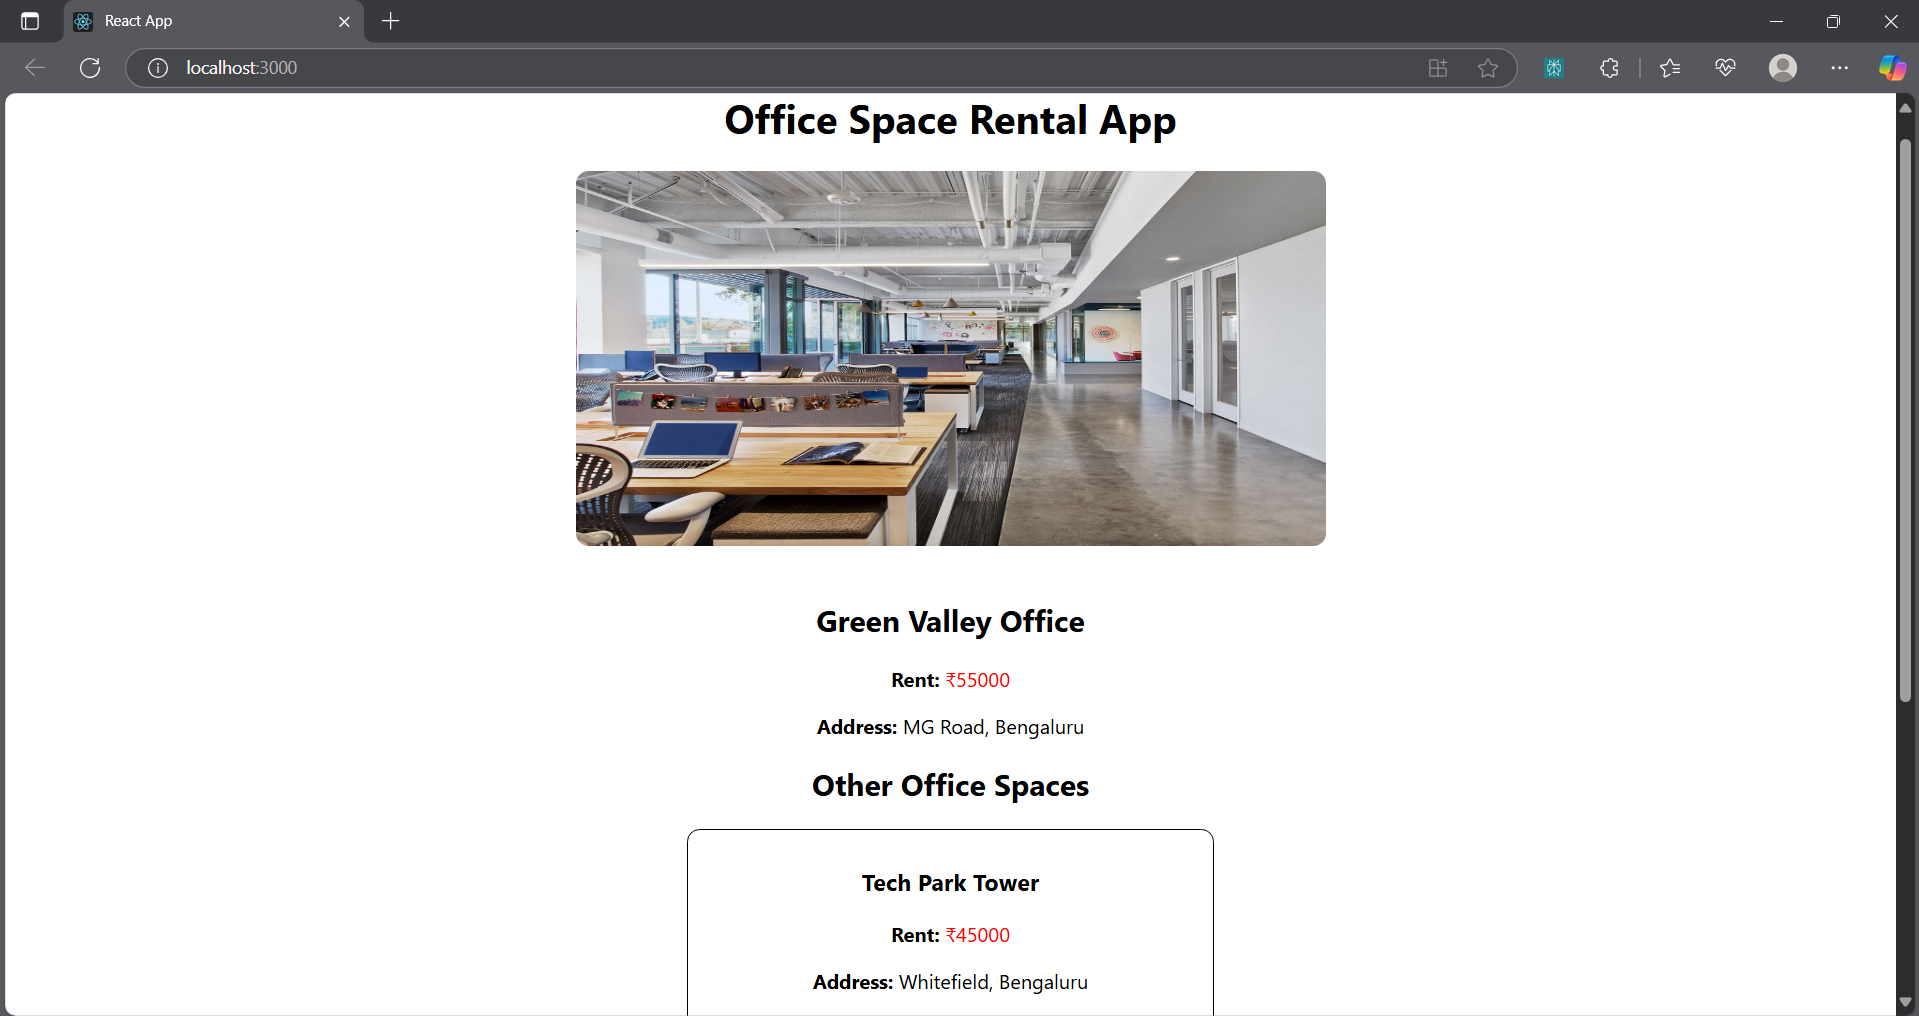 React App
localhost:3000
Office Space Rental App
Green Valley Office
Rent: ₹55000
Address: MG Road, Bengaluru
Other Office Spaces
Tech Park Tower
Rent: ₹45000
Address: Whitefield, Bengaluru